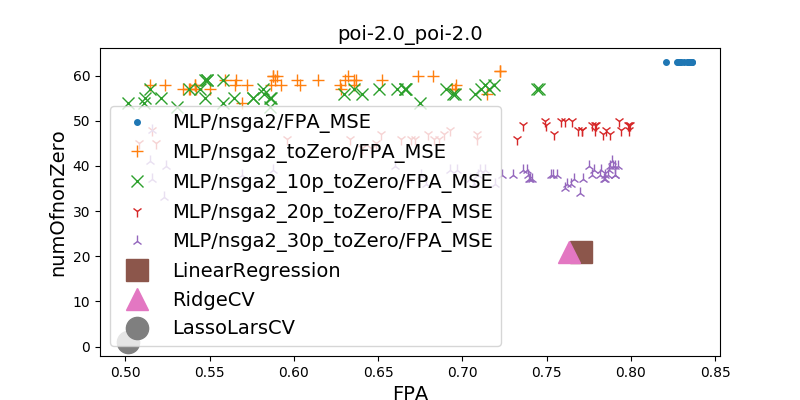 poi-2.0_poi-2.0
numOfnonZero
60
50
40
30
20
10
0
MLP/nsga2/FPA_MSE
MLP/nsga2_toZero/FPA_MSE
MLP/nsga2_10p_toZero/FPA_MSE
MLP/nsga2_20p_toZero/FPA_MSE
MLP/nsga2_30p_toZero/FPA_MSE
LinearRegression
RidgeCV
LassoLarsCV
0.50 0.55 0.60 0.65 0.70 0.75 0.80 0.85
FPA